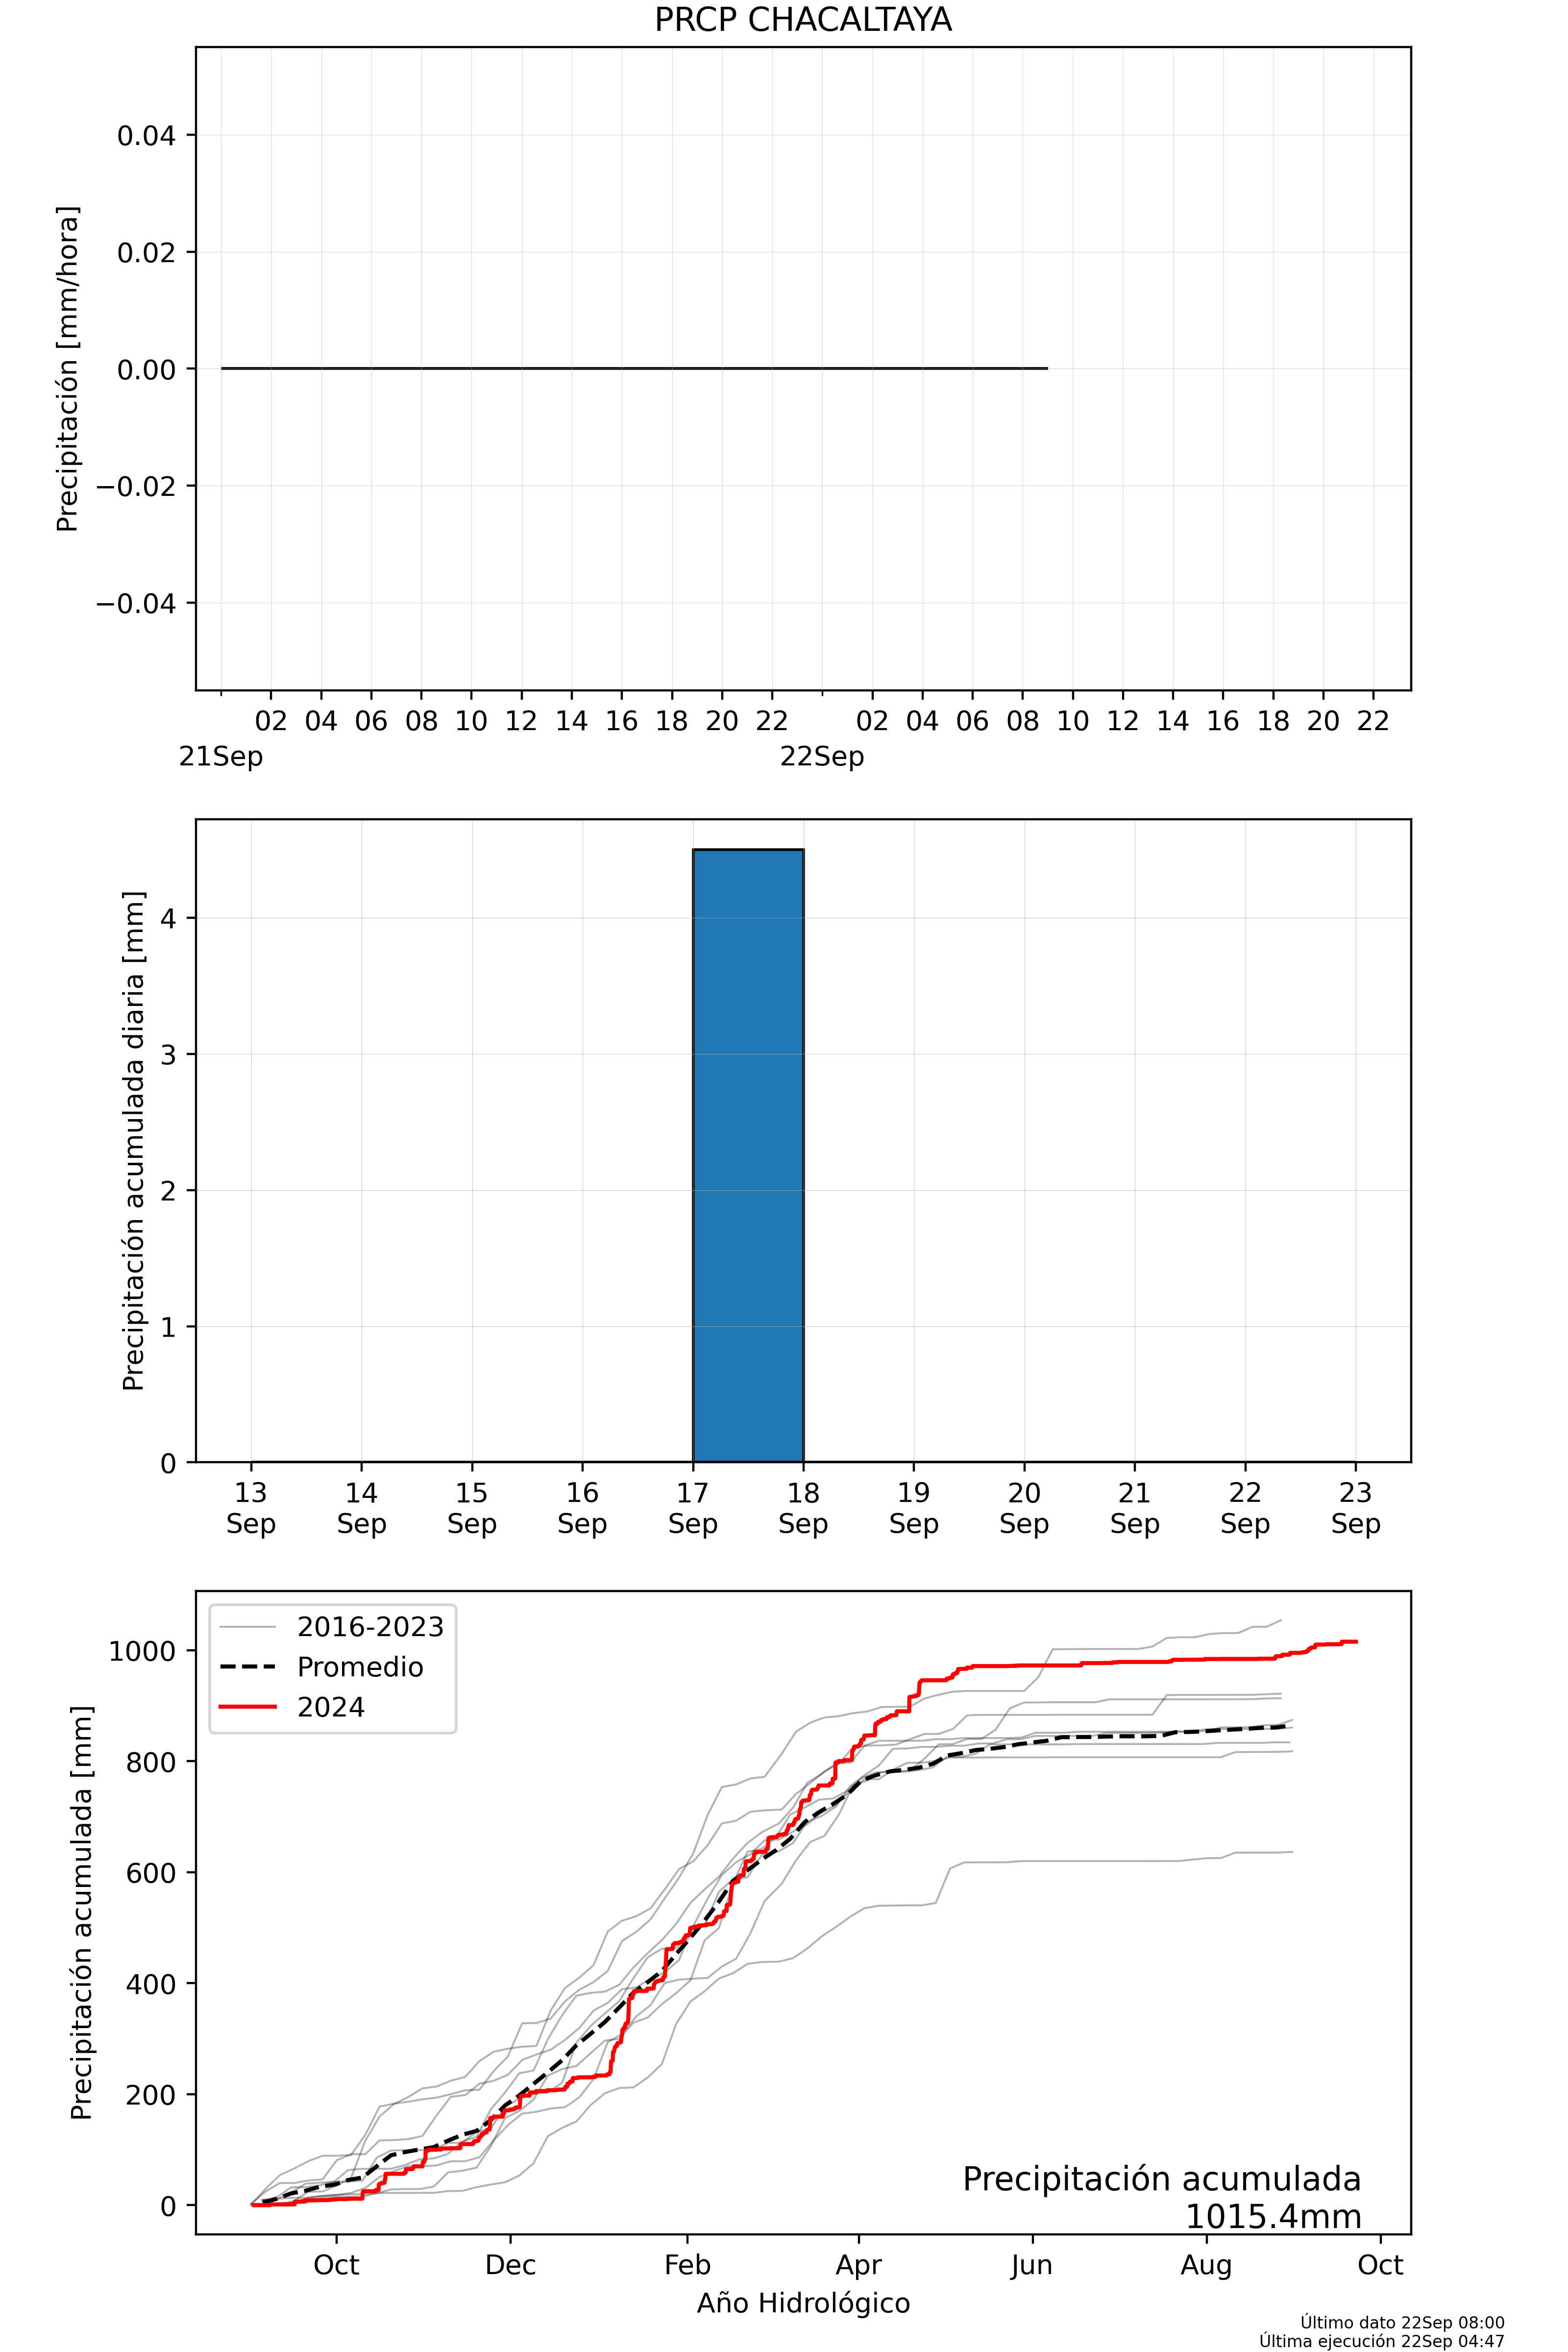 PRCP CHACALTAYA
Precipitación [mm/hora]
0.04
0.02
0.00
−0.02
−0.04
02 04 06 08 10 12 14 16 18 20 22 02 04 06 08 10 12 14 16 18 20 22
21Sep 22Sep
Precipitación acumulada diaria [mm]
4
3
2
1
0
13 14 15 16 17 18 19 20 21 22 23
Sep Sep Sep Sep Sep Sep Sep Sep Sep Sep Sep
Precipitación acumulada [mm]
1000
800
600
400
200
0
2016-2023
Promedio
2024
Precipitación acumulada
1015.4mm
Oct Dec Feb Apr Jun Aug Oct
Año Hidrológico
Último dato 22Sep 08:00
Última ejecución 22Sep 04:47